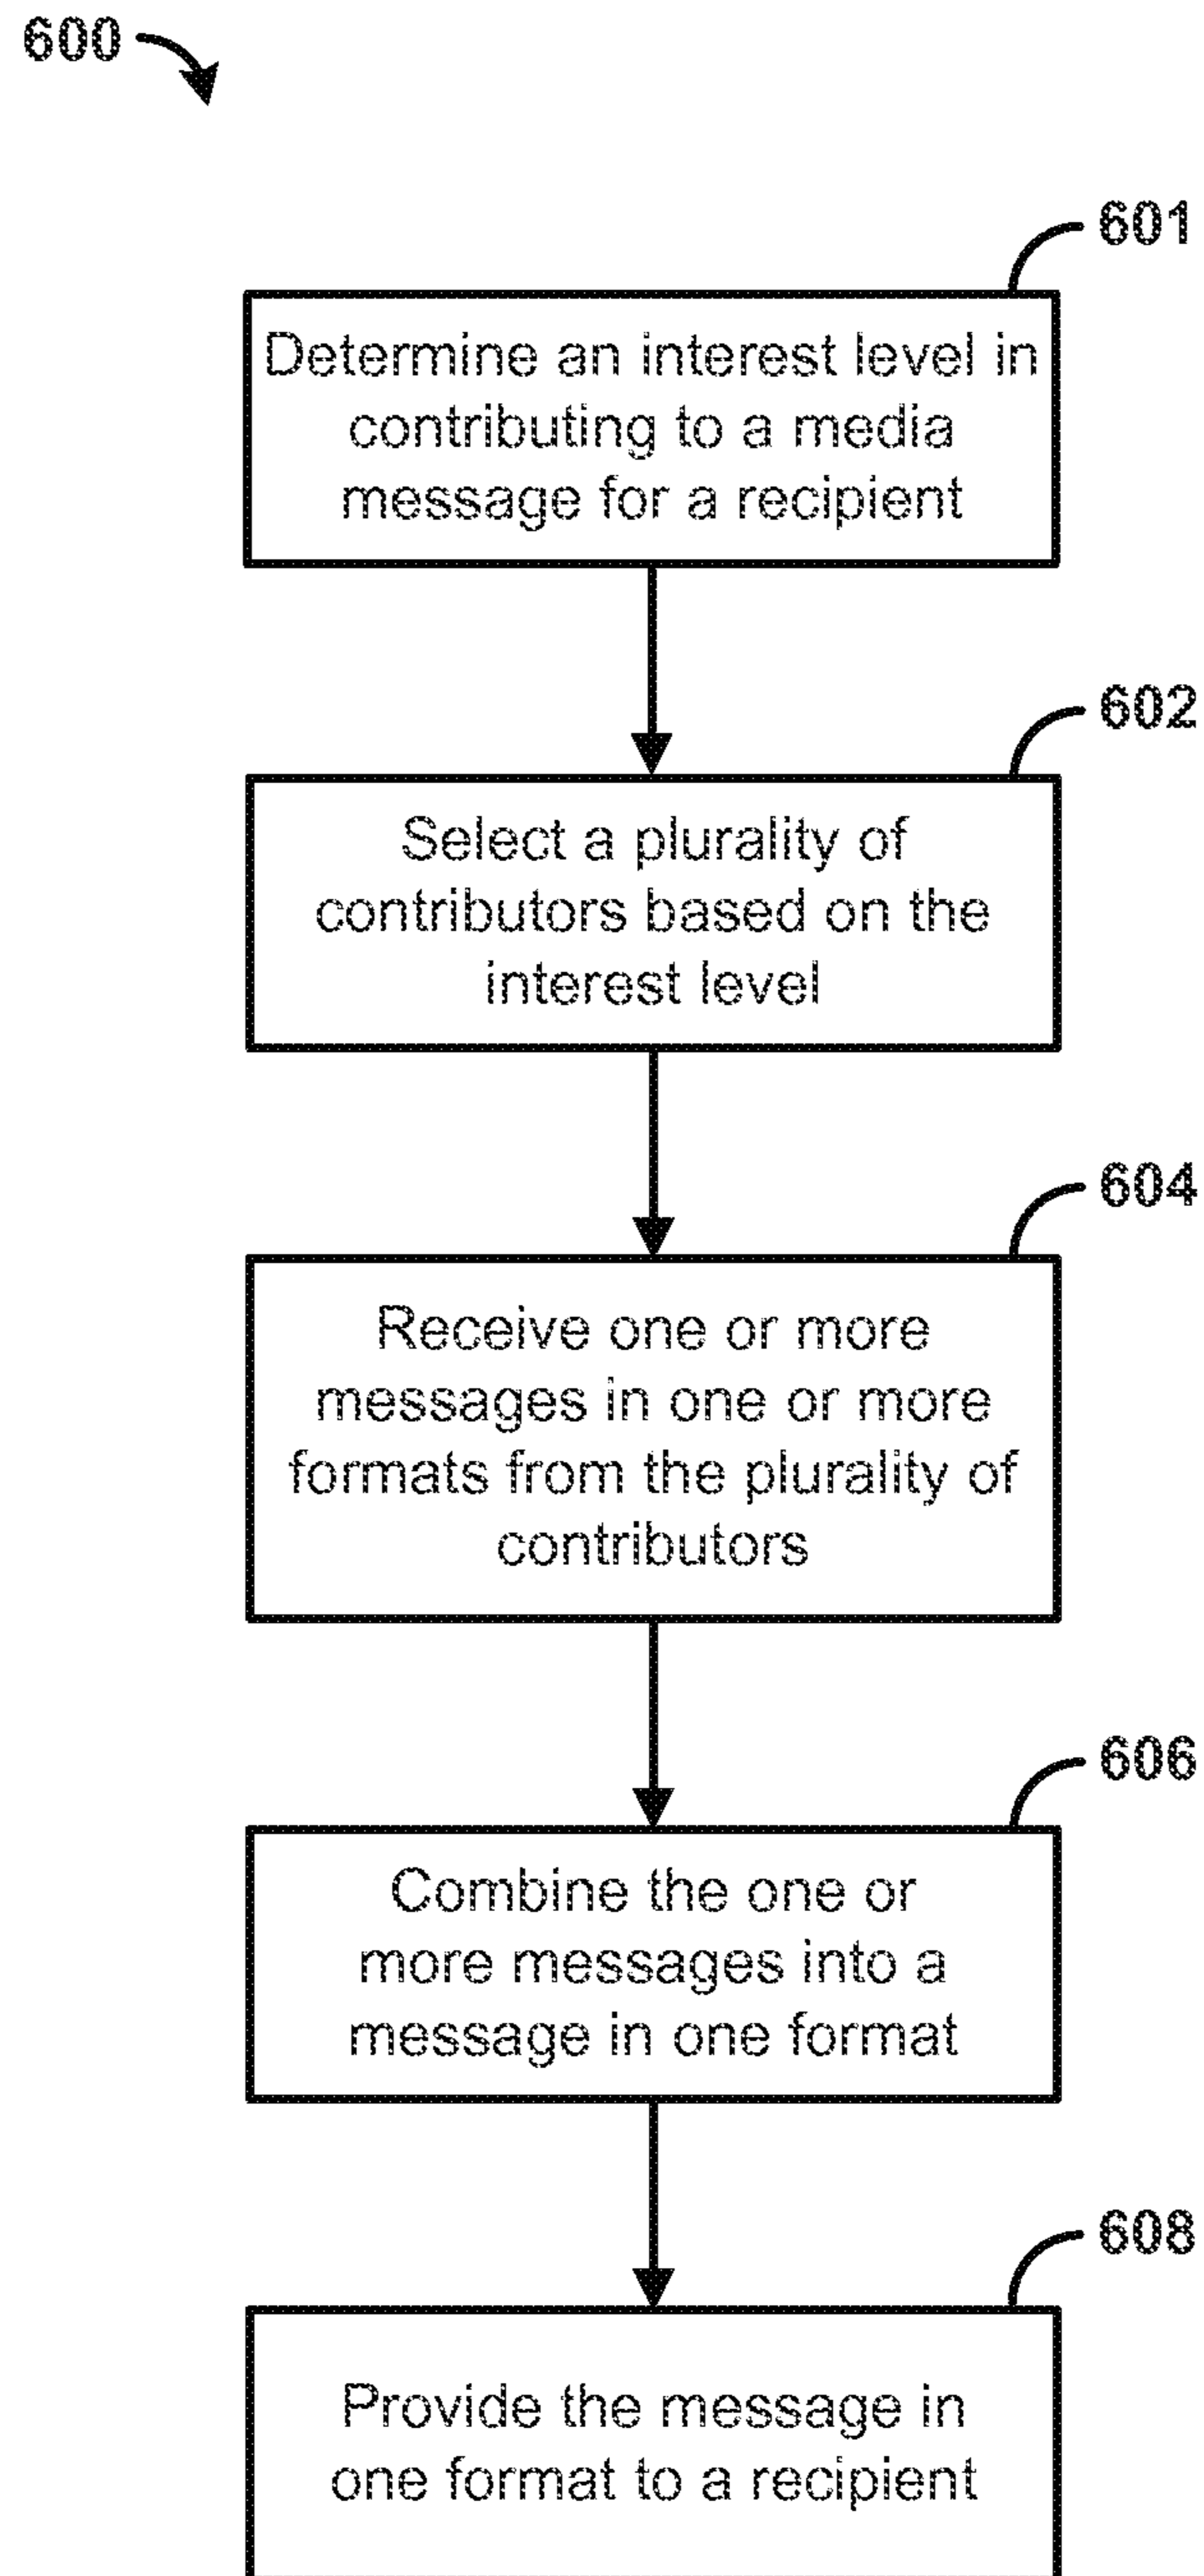 600
601
Determine an interest level in
contributing to a media
message for a recipient
602
Select a plurality of
contributors based on the
interest level
604
Receive one or more
messages in one or more
formats from the plurality of
contributors
606
Combine the one or
more messages into a
message in one format
608
Provide the message in
one format to a recipient